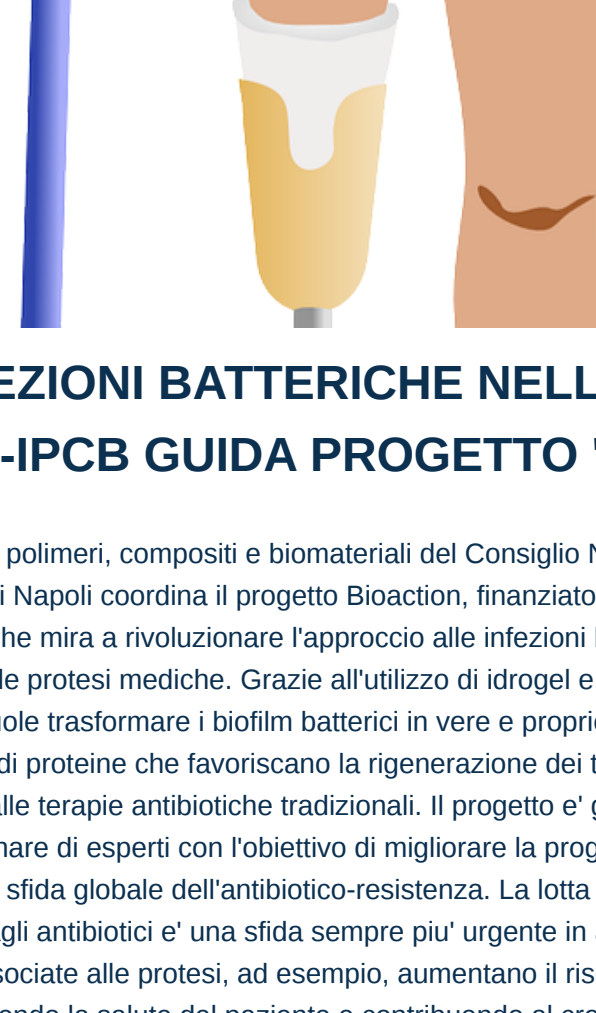 EZIONI BATTERICHE NELL
-IPCB GUIDA PROGETTO "
polimeri, compositi e biomateriali del Consiglio N
i Napoli coordina il progetto Bioaction, finanziato
he mira a rivoluzionare l'approccio alle infezioni
le protesi mediche. Grazie all'utilizzo di idrogel e
uole trasformare i biofilm batterici in vere e propri
di proteine che favoriscano la rigenerazione dei t
alle terapie antibiotiche tradizionali. Il progetto e' g
nare di esperti con l'obiettivo di migliorare la prog
sfida globale dell'antibiotico-resistenza. La lotta
gli antibiotici e' una sfida sempre piu' urgente in
sociate alle protesi, ad esempio, aumentano il ris